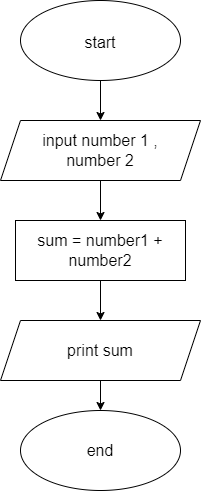 start
input number 1 ,
number 2
sum = number1 +
number2
print sum
end